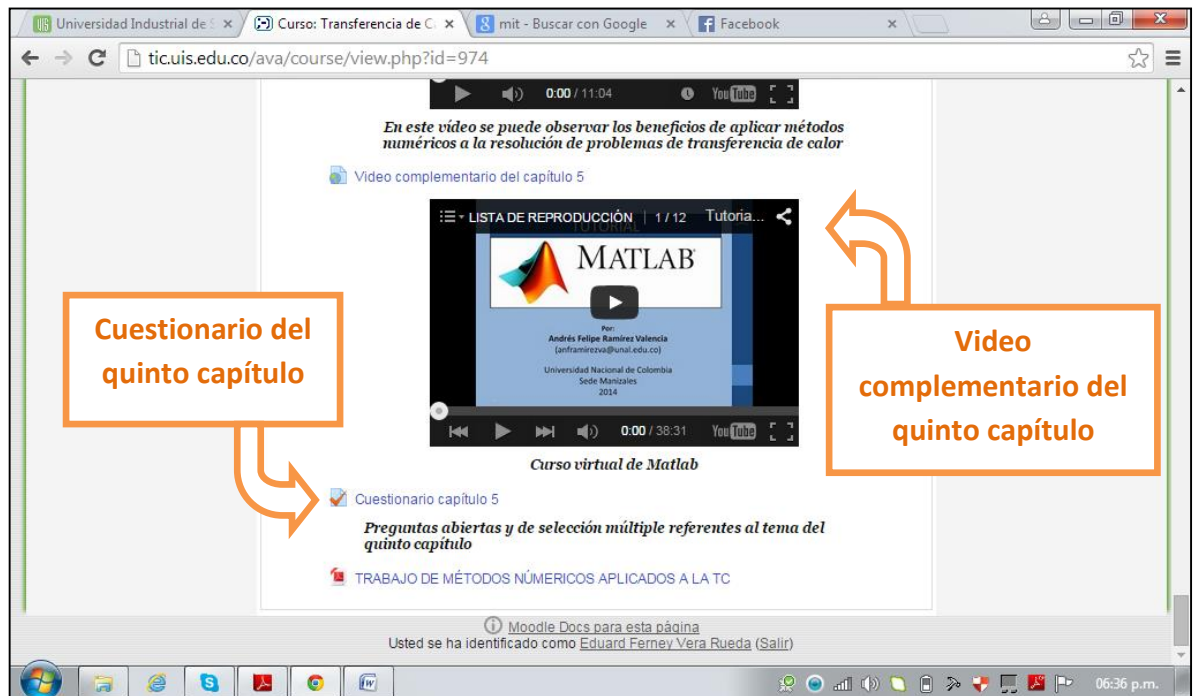 Universidad Industrial de S
Curso: Transferencia de C
mit - Buscar con Google
Facebook
tic.uis.edu.co/ava/course/view.php?id=974
0:00 / 11:04
YouTube
En este vídeo se puede observar los beneficios de aplicar métodos
numéricos a la resolución de problemas de transferencia de calor
Video complementario del capítulo 5
LISTA DE REPRODUCCIÓN | 1 / 12 Tutoria...
TUTORIAL
MATLAB
Por:
Andrés Felipe Ramírez Valencia
(anframirezva@unal.edu.co)
Universidad Nacional de Colombia
Sede Manizales
2014
0:00 / 38:31
YouTube
Cuestionario del
quinto capítulo
Video
complementario del
quinto capítulo
Curso virtual de Matlab
Cuestionario capítulo 5
Preguntas abiertas y de selección múltiple referentes al tema del
quinto capítulo
TRABAJO DE MÉTODOS NÚMERICOS APLICADOS A LA TC
Moodle Docs para esta página
Usted se ha identificado como Eduard Ferney Vera Rueda (Salir)
06:36 p.m.